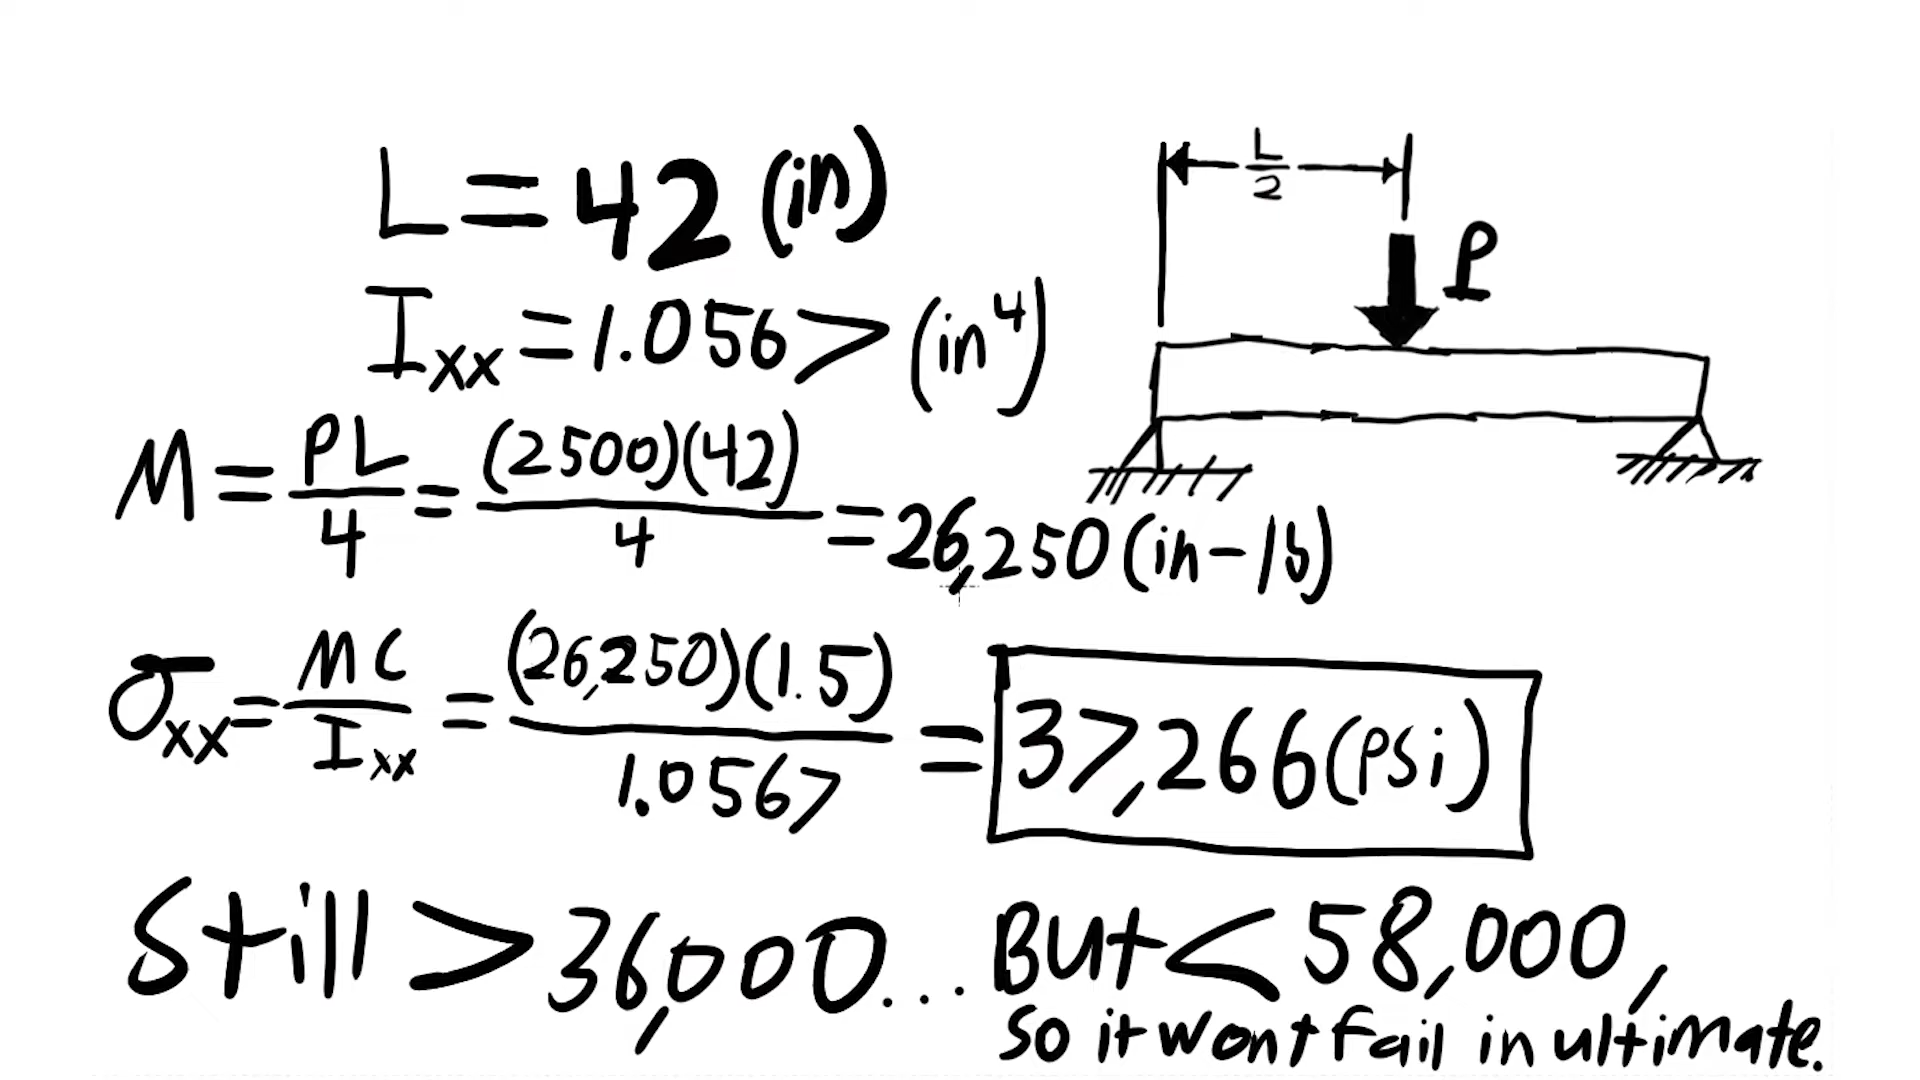 L = 42 (in)
L/2
P
Ixx = 1.0567 (in⁴)
M = PL/4 = (2500)(42)/4 = 26,250 (in-lb)
σxx = MC/Ixx = (26,250)(1.5)/1.0567 = 37,266 (psi)
Still > 36,000... But < 58,000,
so it wont fail in ultimate.